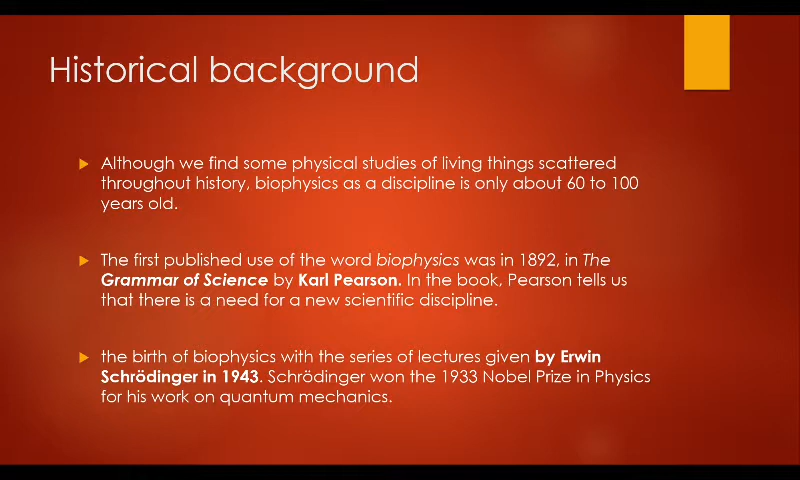 Historical background
Although we find some physical studies of living things scattered
throughout history, biophysics as a discipline is only about 60 to 100
years old.
The first published use of the word biophysics was in 1892, in The
Grammar of Science by Karl Pearson. In the book, Pearson tells us
that there is a need for a new scientific discipline.
the birth of biophysics with the series of lectures given by Erwin
Schrödinger in 1943. Schrödinger won the 1933 Nobel Prize in Physics
for his work on quantum mechanics.